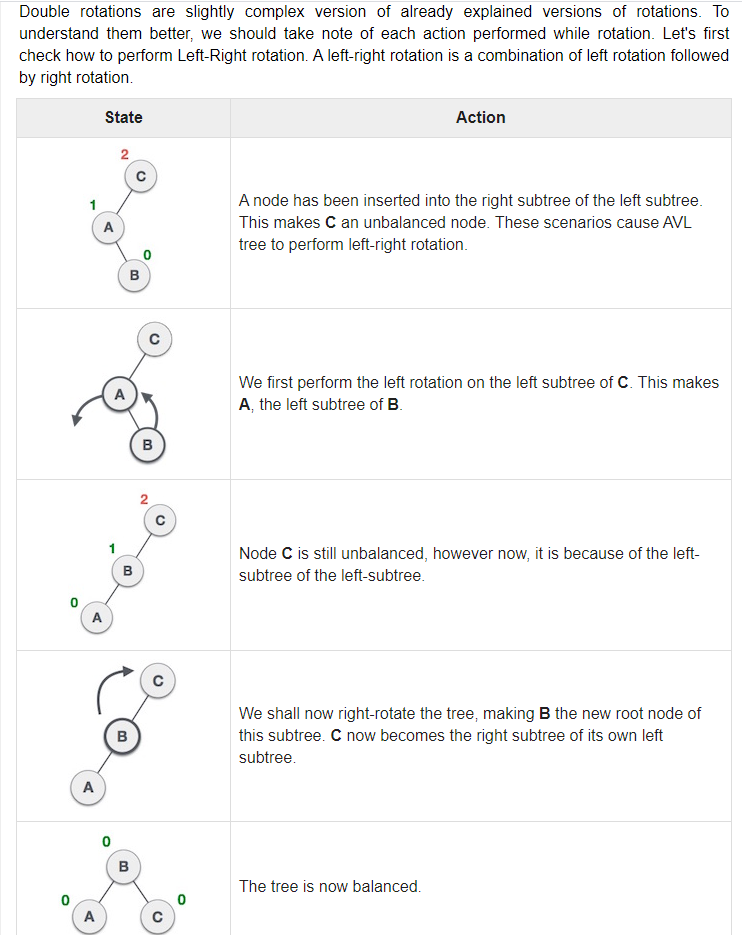 Double rotations are slightly complex version of already explained versions of rotations. To
understand them better, we should take note of each action performed while rotation. Let's first
check how to perform Left-Right rotation. A left-right rotation is a combination of left rotation followed
by right rotation.
State Action
2
C
1
A
0
B
A node has been inserted into the right subtree of the left subtree.
This makes C an unbalanced node. These scenarios cause AVL
tree to perform left-right rotation.
C
A
B
We first perform the left rotation on the left subtree of C. This makes
A, the left subtree of B.
2
C
1
B
0
A
Node C is still unbalanced, however now, it is because of the left-
subtree of the left-subtree.
C
B
A
We shall now right-rotate the tree, making B the new root node of
this subtree. C now becomes the right subtree of its own left
subtree.
0
B
0
A
0
C
The tree is now balanced.